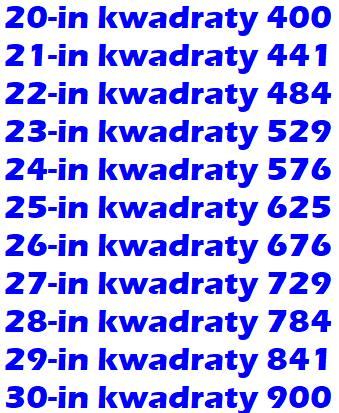 20-in kwadraty 400
21-in kwadraty 441
22-in kwadraty 484
23-in kwadraty 529
24-in kwadraty 576
25-in kwadraty 625
26-in kwadraty 676
27-in kwadraty 729
28-in kwadraty 784
29-in kwadraty 841
30-in kwadraty 900